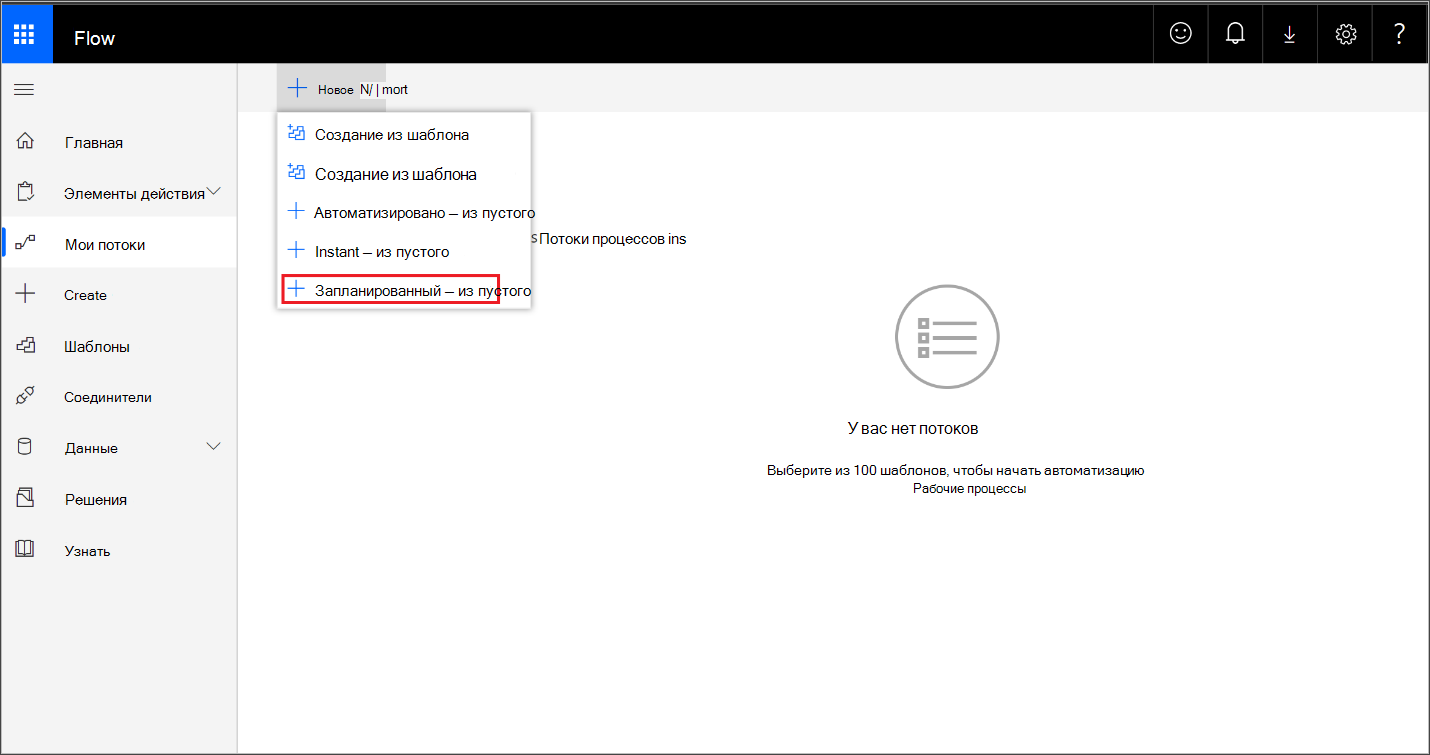 Flow
?
Новое N/ | mort
Создание из шаблона
Создание из шаблона
Автоматизировано – из пустого
Instant – из пустого
Запланированный – из пустого
Главная
Элементы действия
Мои потоки
Create
Шаблоны
Соединители
Данные
Решения
Узнать
s Потоки процессов ins
У вас нет потоков
Выберите из 100 шаблонов, чтобы начать автоматизацию
Рабочие процессы